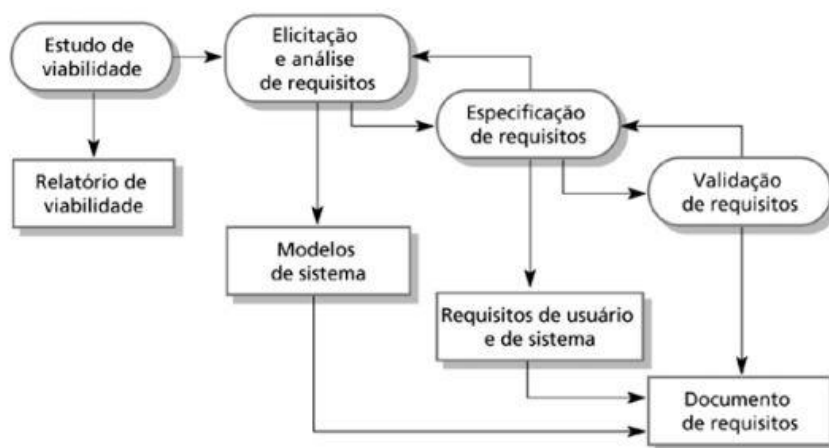 Estudo de
viabilidade
Elicitação
e análise
de requisitos
Especificação
de requisitos
Validação
de requisitos
Relatório de
viabilidade
Modelos
de sistema
Requisitos de usuário
e de sistema
Documento
de requisitos